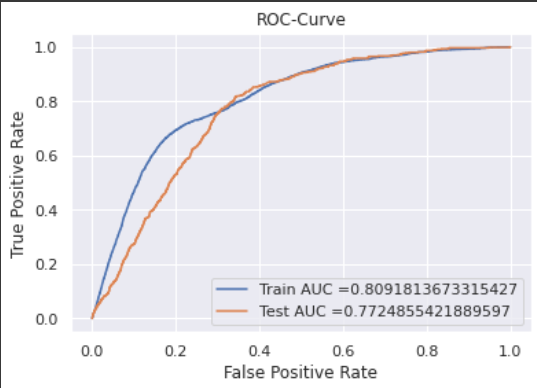 ROC-Curve
1.0
0.8
0.6
0.4
0.2
0.0
True Positive Rate
Train AUC =0.8091813673315427
Test AUC =0.7724855421889597
0.0 0.2 0.4 0.6 0.8 1.0
False Positive Rate